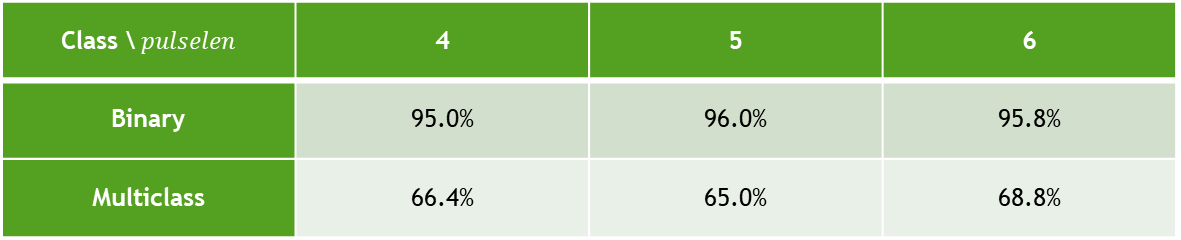 Class \ pulselen 4 5 6
Binary 95.0% 96.0% 95.8%
Multiclass 66.4% 65.0% 68.8%